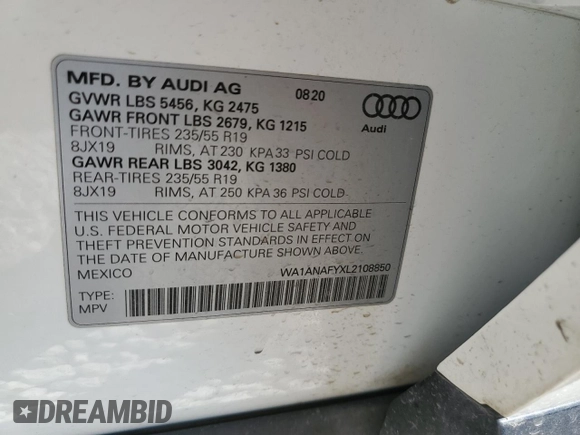 MFD. BY AUDI AG 0820
GVWR LBS 5456, KG 2475
GAWR FRONT LBS 2679, KG 1215
FRONT-TIRES 235/55 R19
8JX19 RIMS, AT 230 KPA 33 PSI COLD
GAWR REAR LBS 3042, KG 1380
REAR-TIRES 235/55 R19
8JX19 RIMS, AT 250 KPA 36 PSI COLD
Audi
THIS VEHICLE CONFORMS TO ALL APPLICABLE
U.S. FEDERAL MOTOR VEHICLE SAFETY AND
THEFT PREVENTION STANDARDS IN EFFECT ON
THE DATE OF MANUFACTURE SHOWN ABOVE.
MEXICO WA1ANAFYXL2108850
TYPE:
MPV
DREAMBID